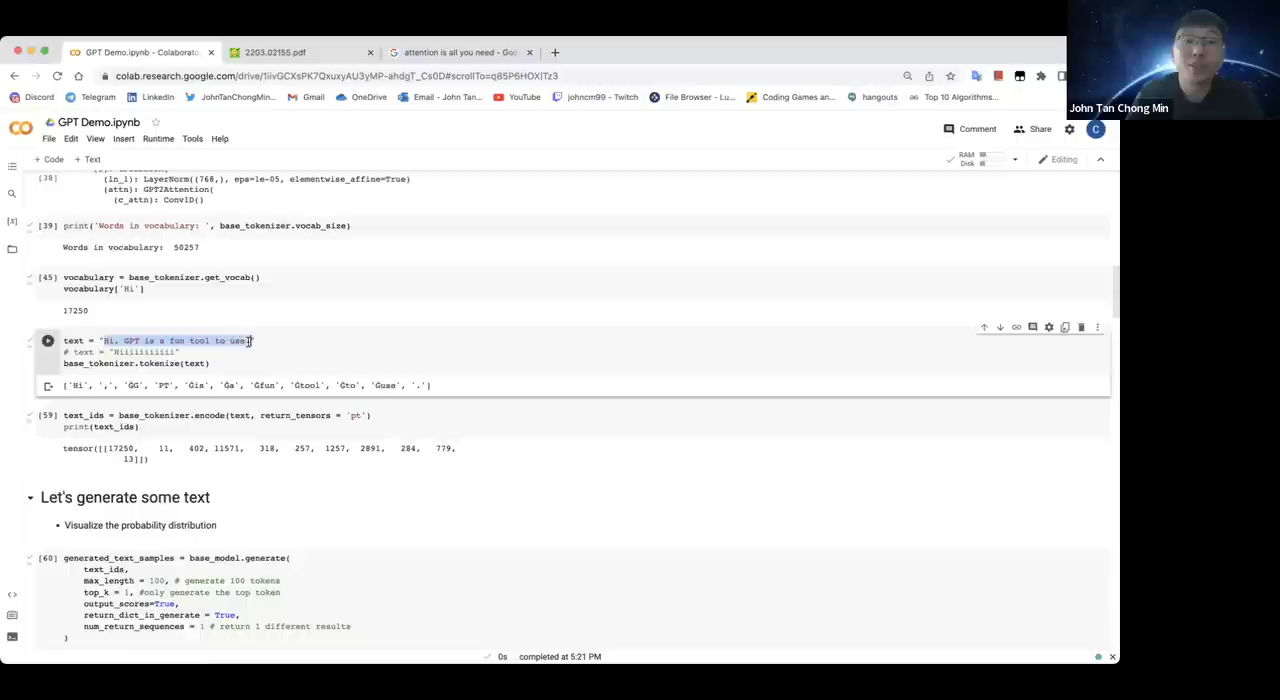 GPT Demo.ipynb - Colaborato
2203.02155.pdf
attention is all you need - Goo
colab.research.google.com/drive/1iivGCXsPK7QxuxyAU3yMP-ahdgT_Cs0D#scrollTo=q85P6HOXlTz3
Discord
Telegram
LinkedIn
JohnTanChongMin...
Gmail
OneDrive
Email - John Tan...
YouTube
johncm99 - Twitch
File Browser - Lu...
Coding Games an...
hangouts
Top 10 Algorithms...
John Tan Chong Min
GPT Demo.ipynb
File Edit View Insert Runtime Tools Help
Comment
Share
C
+ Code + Text
RAM
Disk
Editing
[38]
(ln_1): LayerNorm((768,), eps=1e-05, elementwise_affine=True)
(attn): GPT2Attention(
(c_attn): Conv1D()
[39] print('Words in vocabulary: ', base_tokenizer.vocab_size)
Words in vocabulary:  50257
[45] vocabulary = base_tokenizer.get_vocab()
vocabulary['Hi']
17250
text = "Hi, GPT is a fun tool to use."
# text = "Hiiiiiiiiii"
base_tokenizer.tokenize(text)
['Hi', ',', 'ĠG', 'PT', 'Ġis', 'Ġa', 'Ġfun', 'Ġtool', 'Ġto', 'Ġuse', '.']
[59] text_ids = base_tokenizer.encode(text, return_tensors = 'pt')
print(text_ids)
tensor([[17250, 11, 402, 11571, 318, 257, 1257, 2891, 284, 779,
13]])
Let's generate some text
• Visualize the probability distribution
[60] generated_text_samples = base_model.generate(
text_ids,
max_length = 100, # generate 100 tokens
top_k = 1, #only generate the top token
output_scores=True,
return_dict_in_generate = True,
num_return_sequences = 1 # return 1 different results
)
0s completed at 5:21 PM